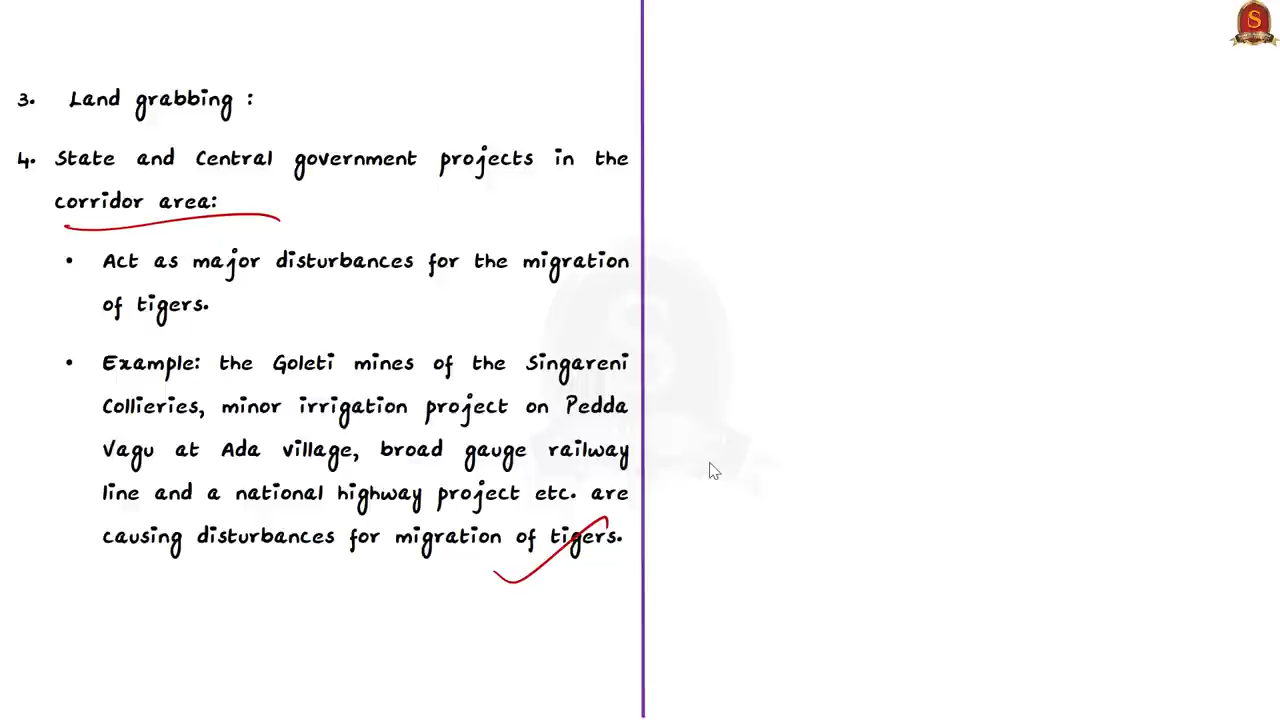 S
3. Land grabbing :
4. State and Central government projects in the
corridor area:
• Act as major disturbances for the migration
of tigers.
• Example: the Goleti mines of the Singareni
Collieries, minor irrigation project on Pedda
Vagu at Ada village, broad gauge railway
line and a national highway project etc. are
causing disturbances for migration of tigers.